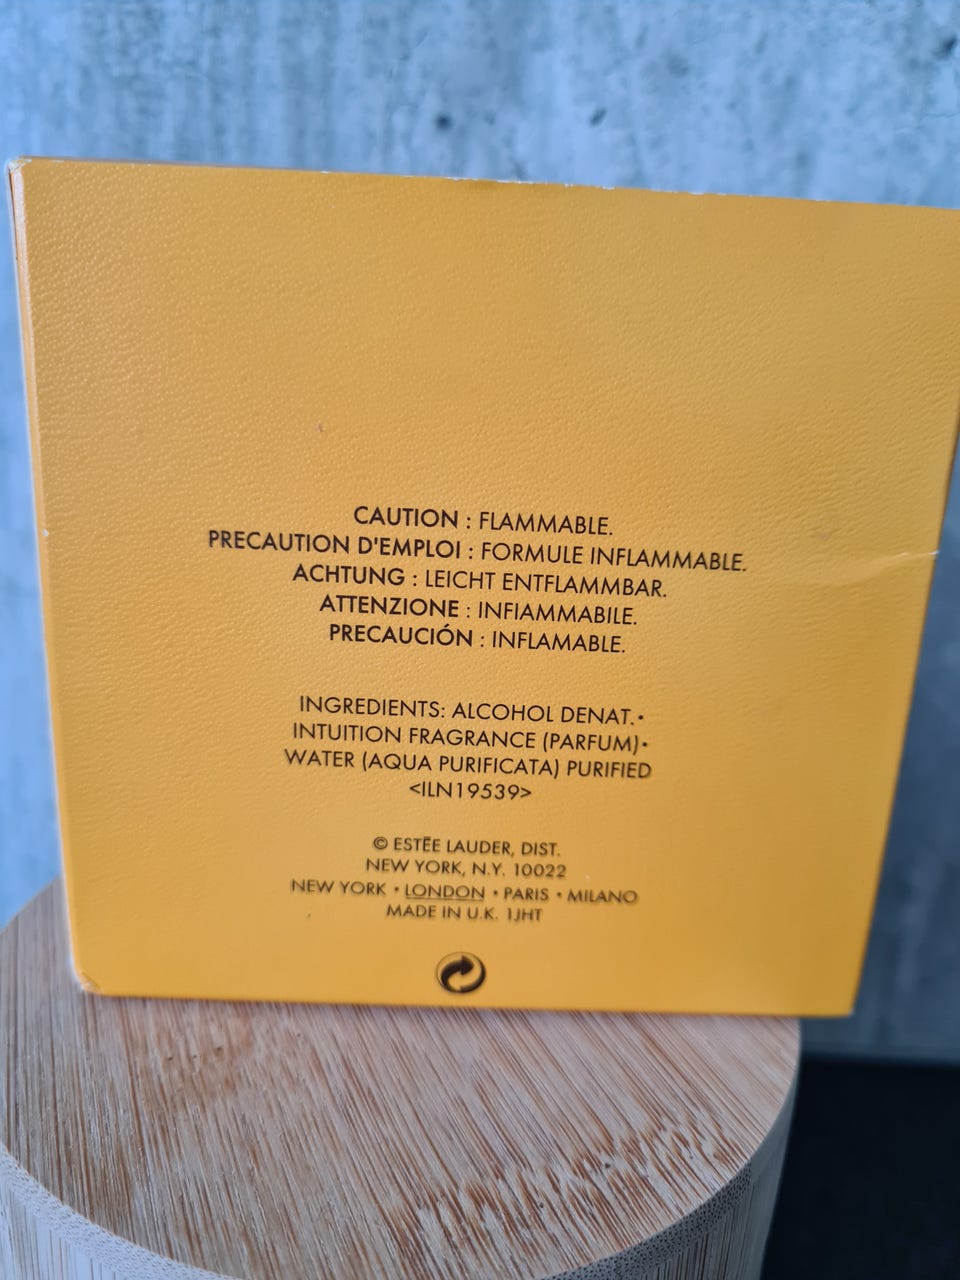 CAUTION : FLAMMABLE.
PRECAUTION D'EMPLOI : FORMULE INFLAMMABLE.
ACHTUNG : LEICHT ENTFLAMMBAR.
ATTENZIONE : INFIAMMABILE.
PRECAUCIÓN : INFLAMABLE.
INGREDIENTS: ALCOHOL DENAT.•
INTUITION FRAGRANCE (PARFUM)•
WATER (AQUA PURIFICATA) PURIFIED
<ILN19539>
© ESTĒE LAUDER, DIST.
NEW YORK, N.Y. 10022
NEW YORK • LONDON • PARIS • MILANO
MADE IN U.K. 1JHT